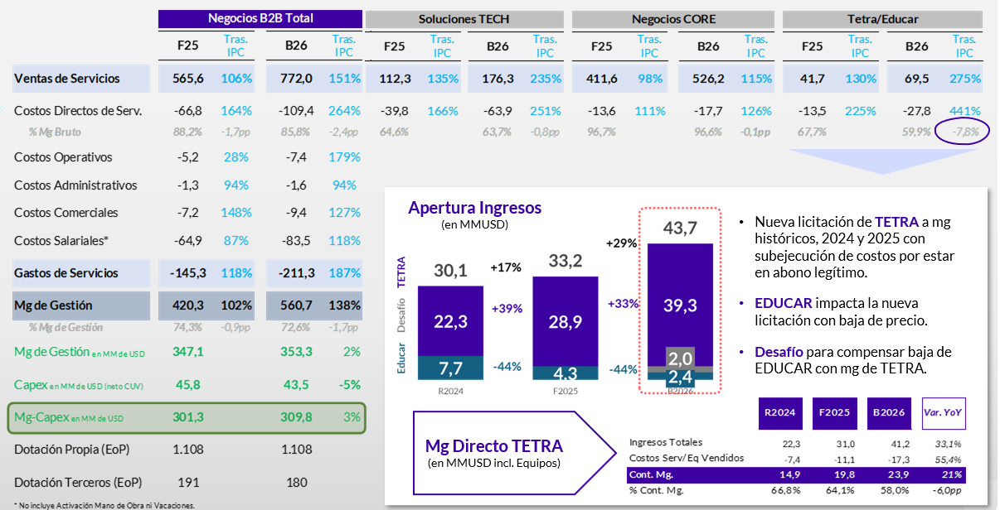 Negocios B2B Total Soluciones TECH Negocios CORE Tetra/Educar
F25 Tras. IPC B26 Tras. IPC F25 Tras. IPC B26 Tras. IPC F25 Tras. IPC B26 Tras. IPC F25 Tras. IPC B26 Tras. IPC
Ventas de Servicios 565,6 106% 772,0 151% 112,3 135% 176,3 235% 411,6 98% 526,2 115% 41,7 130% 69,5 275%
Costos Directos de Serv. -66,8 164% -109,4 264% -39,8 166% -63,9 251% -13,6 111% -17,7 126% -13,5 225% -27,8 441%
% Mg Bruto 88,2% -1,7pp 85,8% -2,4pp 64,6% 63,7% -0,8pp 96,7% 96,6% -0,1pp 67,7% 59,9% -7,8%
Costos Operativos -5,2 28% -7,4 179%
Costos Administrativos -1,3 94% -1,6 94%
Costos Comerciales -7,2 148% -9,4 127%
Costos Salariales* -64,9 87% -83,5 118%
Gastos de Servicios -145,3 118% -211,3 187%
Mg de Gestión 420,3 102% 560,7 138%
% Mg de Gestión 74,3% -0,9pp 72,6% -1,7pp
Mg de Gestión en MM de USD 347,1 353,3 2%
Capex en MM de USD (neto CUV) 45,8 43,5 -5%
Mg-Capex en MM de USD 301,3 309,8 3%
Dotación Propia (EoP) 1.108 1.108
Dotación Terceros (EoP) 191 180
* No incluye Activación Mano de Obra ni Vacaciones.
Apertura Ingresos
(en MMUSD)
TETRA
Desafío
Educar
30,1
22,3
7,7
R2024
+17%
+39%
-44%
33,2
28,9
4,3
F2025
+29%
+33%
-44%
43,7
39,3
2,0
2,4
B2026
• Nueva licitación de TETRA a mg
históricos, 2024 y 2025 con
subejecución de costos por estar
en abono legítimo.
• EDUCAR impacta la nueva
licitación con baja de precio.
• Desafío para compensar baja de
EDUCAR con mg de TETRA.
Mg Directo TETRA
(en MMUSD incl. Equipos)
R2024 F2025 B2026 Var. YoY
Ingresos Totales 22,3 31,0 41,2 33,1%
Costos Serv/Eq Vendidos -7,4 -11,1 -17,3 55,4%
Cont. Mg. 14,9 19,8 23,9 21%
% Cont. Mg. 66,8% 64,1% 58,0% -6,0pp